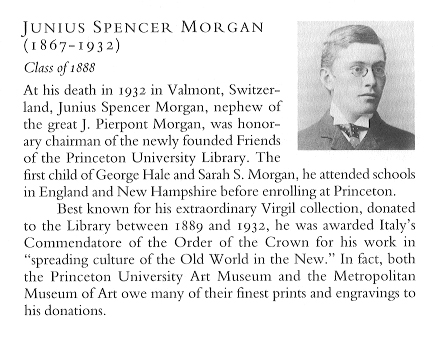 JUNIUS SPENCER MORGAN
(1867–1932)
Class of 1888
At his death in 1932 in Valmont, Switzer-
land, Junius Spencer Morgan, nephew of
the great J. Pierpont Morgan, was honor-
ary chairman of the newly founded Friends
of the Princeton University Library. The
first child of George Hale and Sarah S. Morgan, he attended schools
in England and New Hampshire before enrolling at Princeton.
Best known for his extraordinary Virgil collection, donated
to the Library between 1889 and 1932, he was awarded Italy's
Commendatore of the Order of the Crown for his work in
“spreading culture of the Old World in the New.” In fact, both
the Princeton University Art Museum and the Metropolitan
Museum of Art owe many of their finest prints and engravings to
his donations.